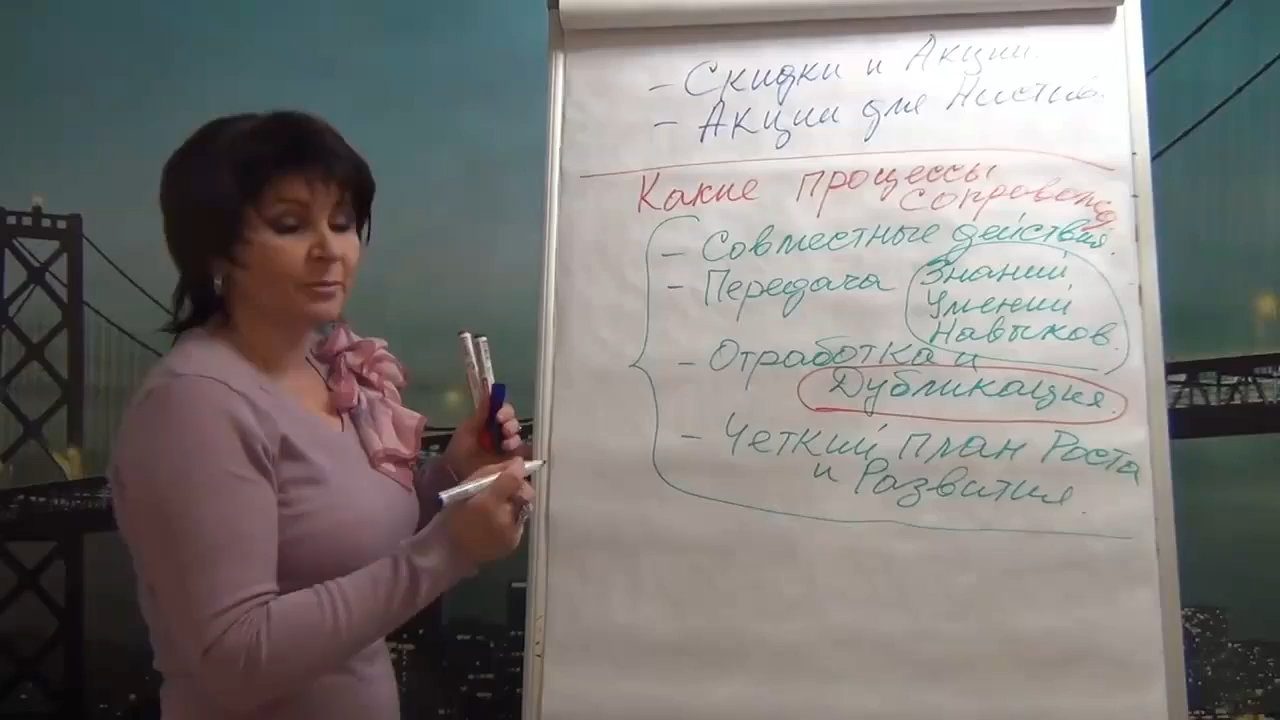 - Скидки и Акции.
- Акции для
Какие процессы
сопровожд
- Совместные действия.
- Передача Знаний
Умений
Навыков.
- Отработка и
Дубликация.
- Четкий план Роста
и Развития.